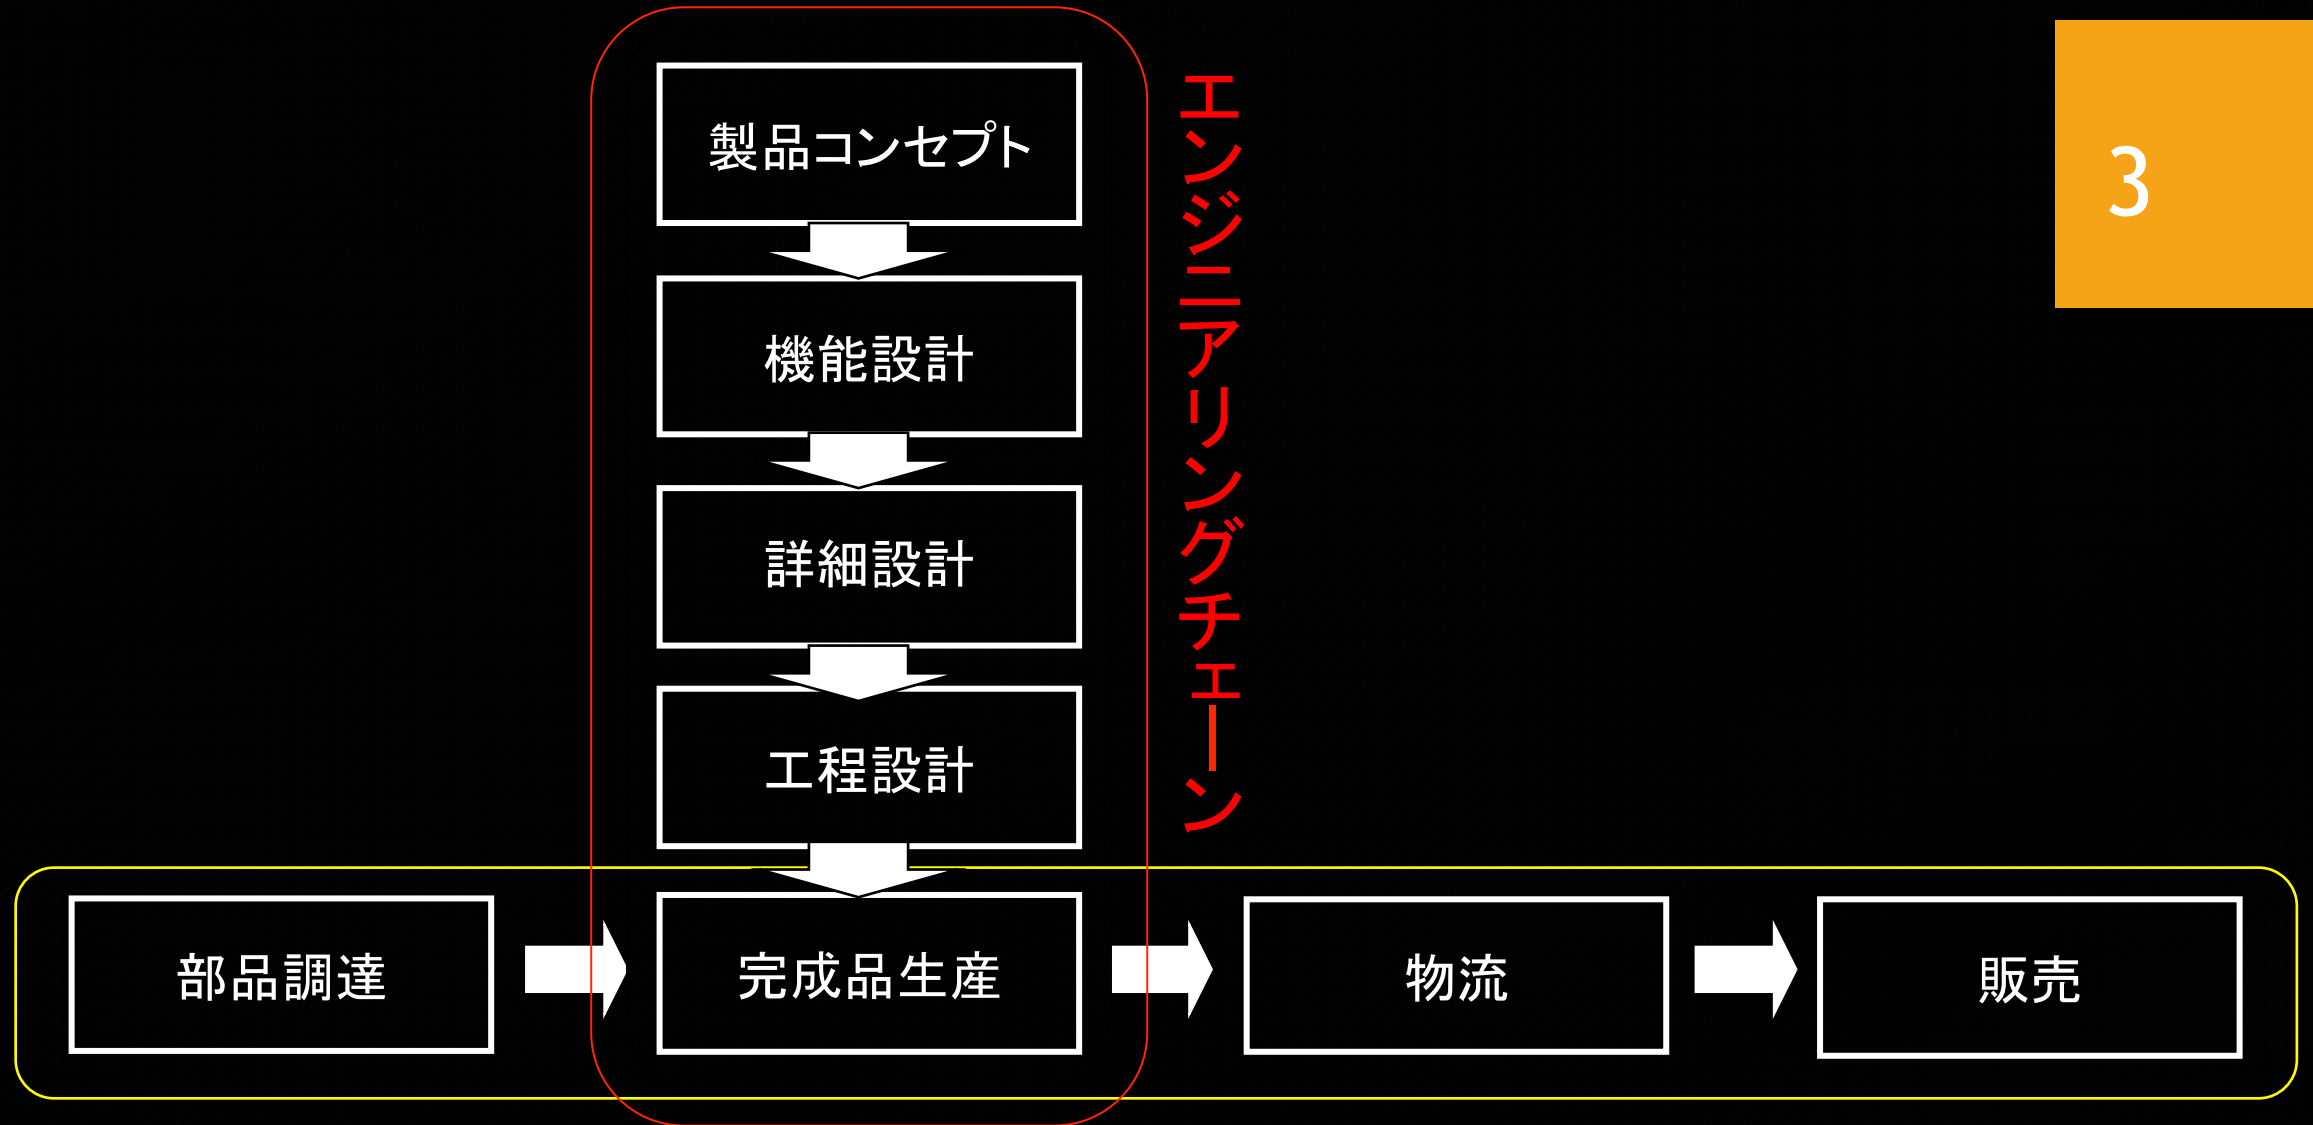 3
製品コンセプト
機能設計
詳細設計
工程設計
エンジニアリングチェーン
部品調達
完成品生産
物流
販売